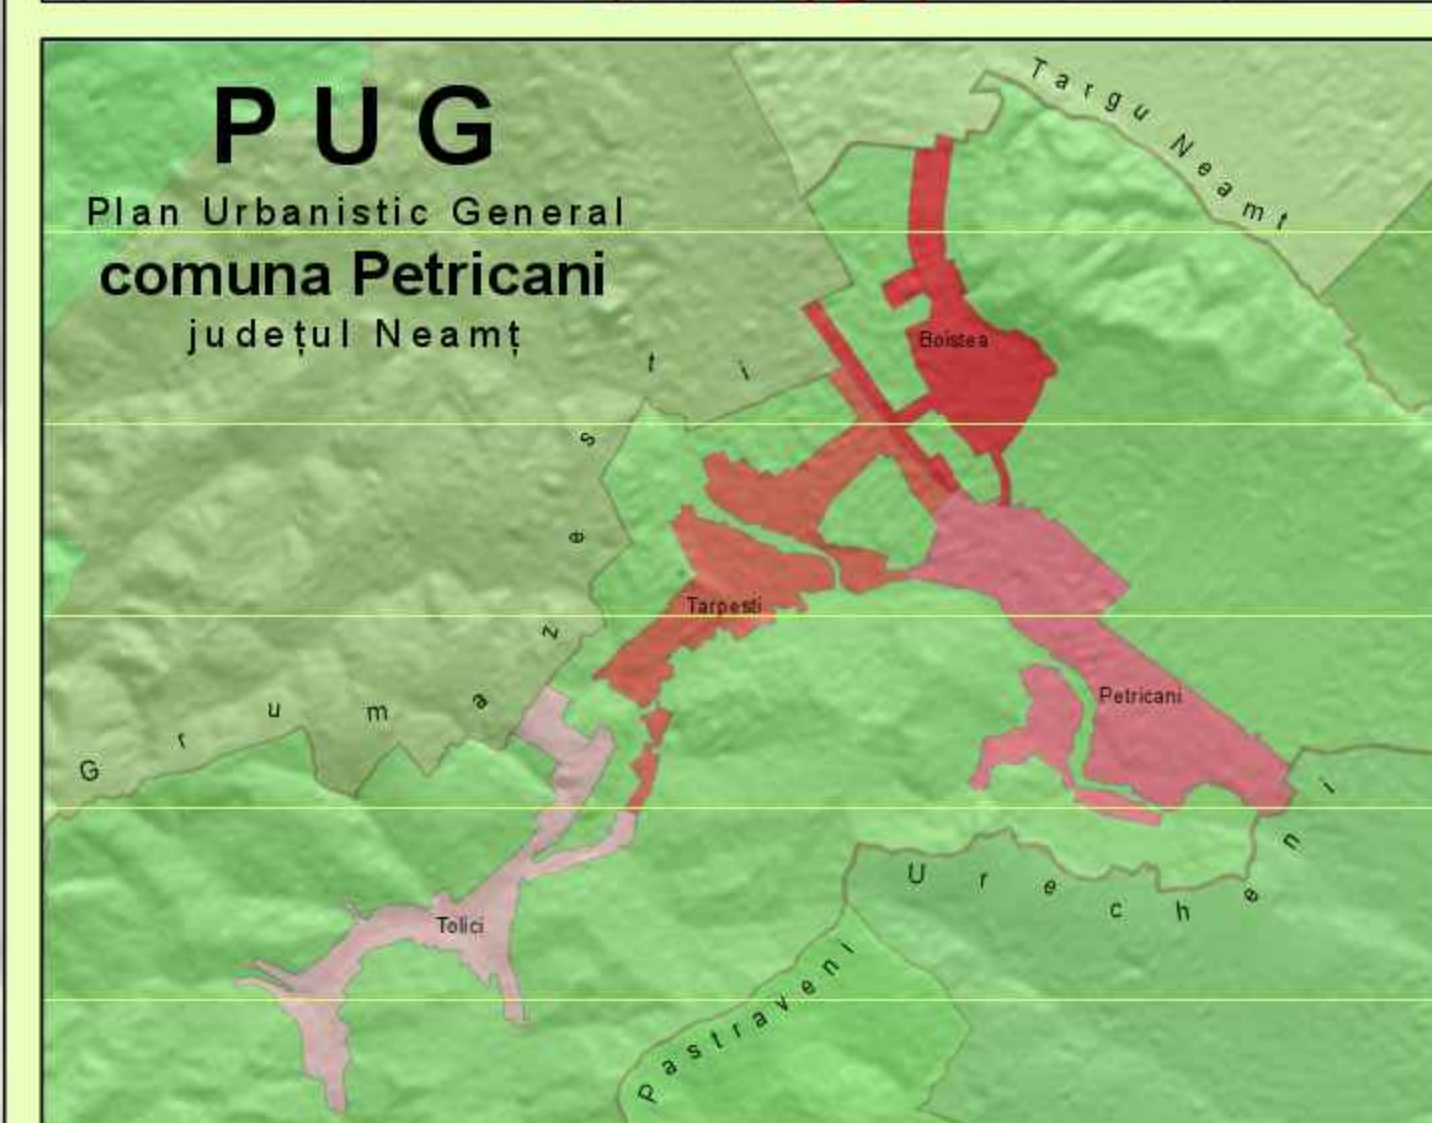 PUG
Plan Urbanistic General
comuna Petricani
județul Neamț
Targu Neamt
Boistea
Grumazesti
Tarpesti
Petricani
Urecheni
Tolici
Pastraveni